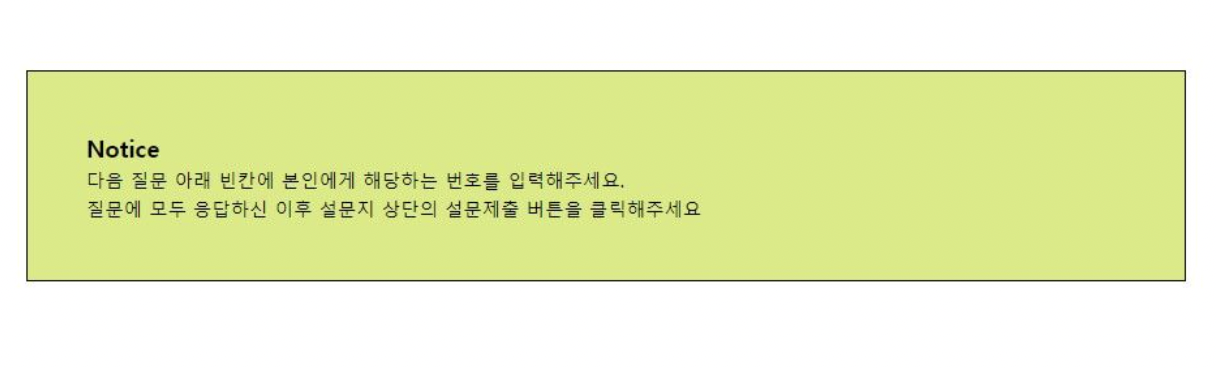 Notice
다음 질문 아래 빈칸에 본인에게 해당하는 번호를 입력해주세요.
질문에 모두 응답하신 이후 설문지 상단의 설문제출 버튼을 클릭해주세요